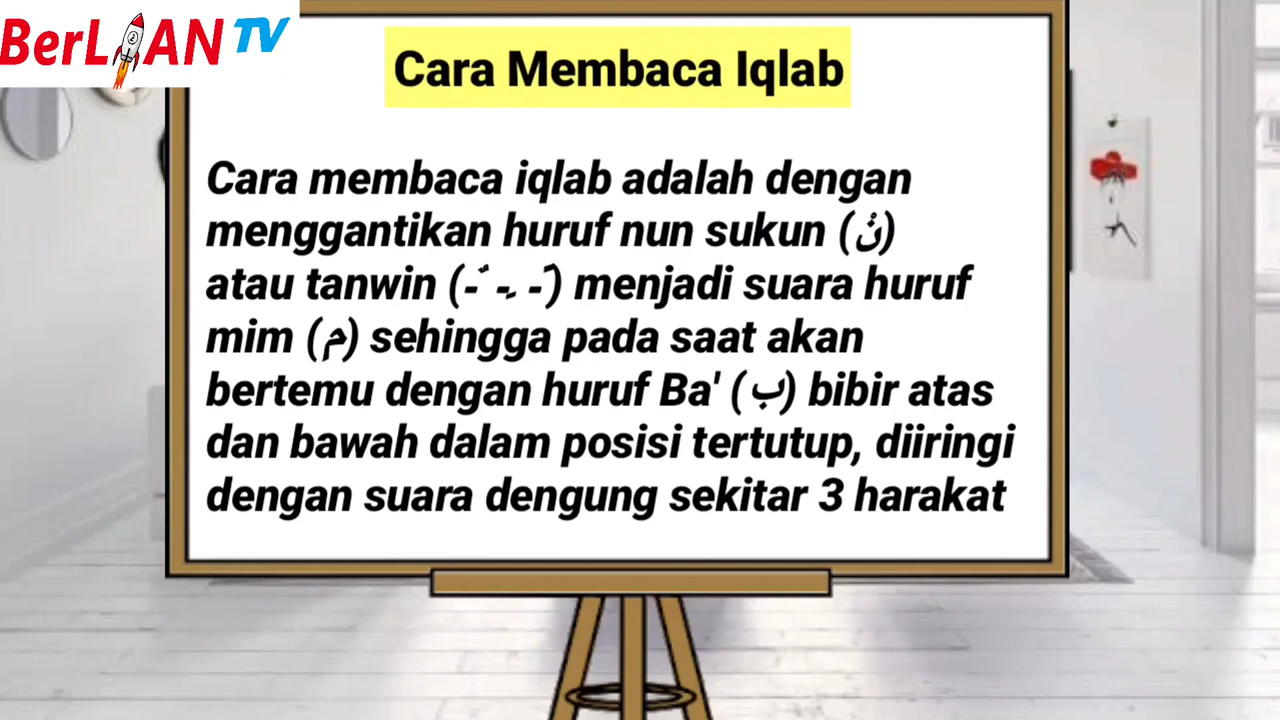 BerLIAN TV
Cara Membaca Iqlab
Cara membaca iqlab adalah dengan
menggantikan huruf nun sukun (نْ)
atau tanwin (-ٌ -ٍ -ً) menjadi suara huruf
mim (م) sehingga pada saat akan
bertemu dengan huruf Ba' (ب) bibir atas
dan bawah dalam posisi tertutup, diiringi
dengan suara dengung sekitar 3 harakat